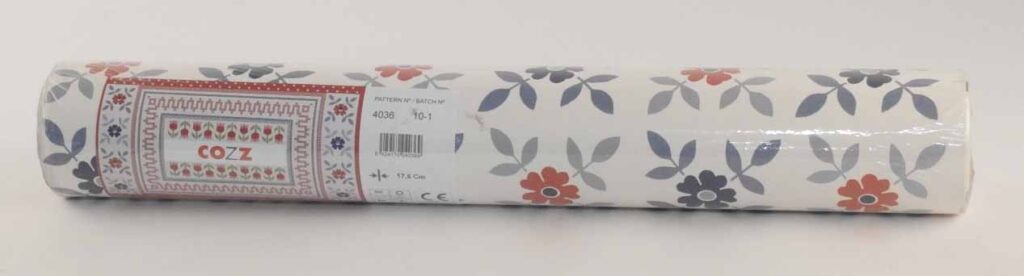 COZZ
PATTERN Nº / BATCH Nº
4036 10-1
17,6 Cm
CE